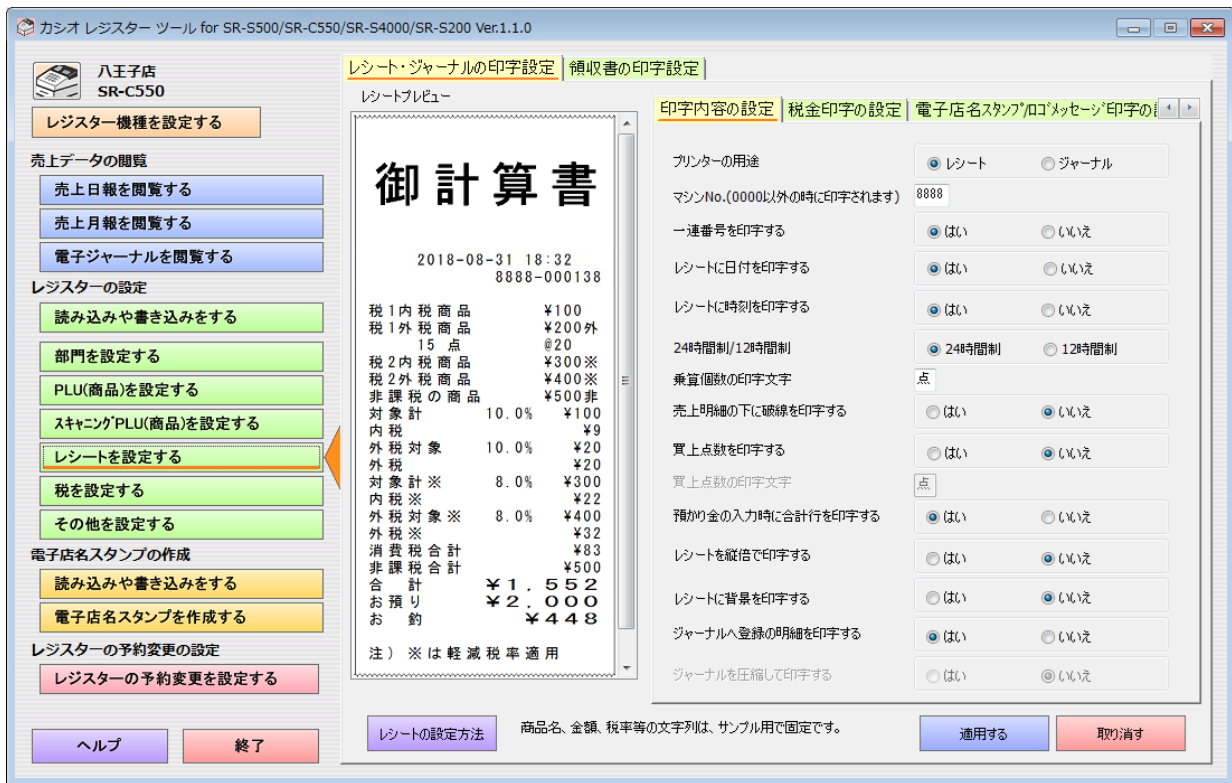 カシオ レジスター ツール for SR-S500/SR-C550/SR-S4000/SR-S200 Ver.1.1.0
八王子店
SR-C550
レジスター機種を設定する
売上データの閲覧
売上日報を閲覧する
売上月報を閲覧する
電子ジャーナルを閲覧する
レジスターの設定
読み込みや書き込みをする
部門を設定する
PLU(商品)を設定する
スキャニングPLU(商品)を設定する
レシートを設定する
税を設定する
その他を設定する
電子店名スタンプの作成
読み込みや書き込みをする
電子店名スタンプを作成する
レジスターの予約変更の設定
レジスターの予約変更を設定する
ヘルプ 終了
レシート・ジャーナルの印字設定 領収書の印字設定
レシートプレビュー
御計算書
2018-08-31 18:32
8888-000138
税1内税商品 ¥100
税1外税商品 ¥200外
15 点 @20
税2内税商品 ¥300※
税2外税商品 ¥400※
非課税の商品 ¥500非
対象計 10.0% ¥100
内税 ¥9
外税対象 10.0% ¥20
外税 ¥20
対象計※ 8.0% ¥300
内税※ ¥22
外税対象※ 8.0% ¥400
外税※ ¥32
消費税合計 ¥83
非課税合計 ¥500
合 計 ¥1,552
お預り ¥2,000
お 釣 ¥448
注) ※は軽減税率適用
印字内容の設定 税金印字の設定 電子店名スタンプ/ロゴメッセージ印字の
プリンターの用途 レシート ジャーナル
マシンNo.(0000以外の時に印字されます) 8888
一連番号を印字する はい いいえ
レシートに日付を印字する はい いいえ
レシートに時刻を印字する はい いいえ
24時間制/12時間制 24時間制 12時間制
乗算個数の印字文字 点
売上明細の下に破線を印字する はい いいえ
買上点数を印字する はい いいえ
買上点数の印字文字 点
預かり金の入力時に合計行を印字する はい いいえ
レシートを縦倍で印字する はい いいえ
レシートに背景を印字する はい いいえ
ジャーナルへ登録の明細を印字する はい いいえ
ジャーナルを圧縮して印字する はい いいえ
レシートの設定方法 商品名、金額、税率等の文字列は、サンプル用で固定です。 適用する 取り消す